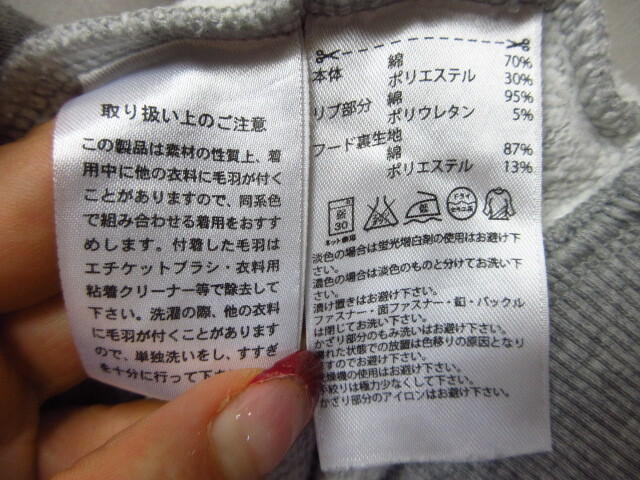 取り扱い上のご注意
この製品は素材の性質上、着
用中に他の衣料に毛羽が付く
ことがありますので、同系色
で組み合わせる着用をおすす
めします。付着した毛羽は
エチケットブラシ・衣料用
粘着クリーナー等で除去して
下さい。洗濯の際、他の衣料
に毛羽が付くことがあります
ので、単独洗いをし、すすぎ
を十分に行って下
本体 綿 70%
ポリエステル 30%
リブ部分 綿 95%
ポリウレタン 5%
フード裏生地
綿 87%
ポリエステル 13%
30
ドライ
淡色の場合は蛍光増白剤の使用はお避け下
さい。
濃色の場合は淡色のものと分けてお洗い下
さい。
漬け置きはお避け下さい。
ファスナー・面ファスナー・釦・バックル
は閉じてお洗い下さい。
かざり部分のもみ洗いはお避け下さい。
れた状態での放置は色移りの原因となり
すのでお避け下さい。
燥機の使用はお避け下さい。
絞りは極力少なくして下さい。
かざり部分のアイロンはお避け下さい。